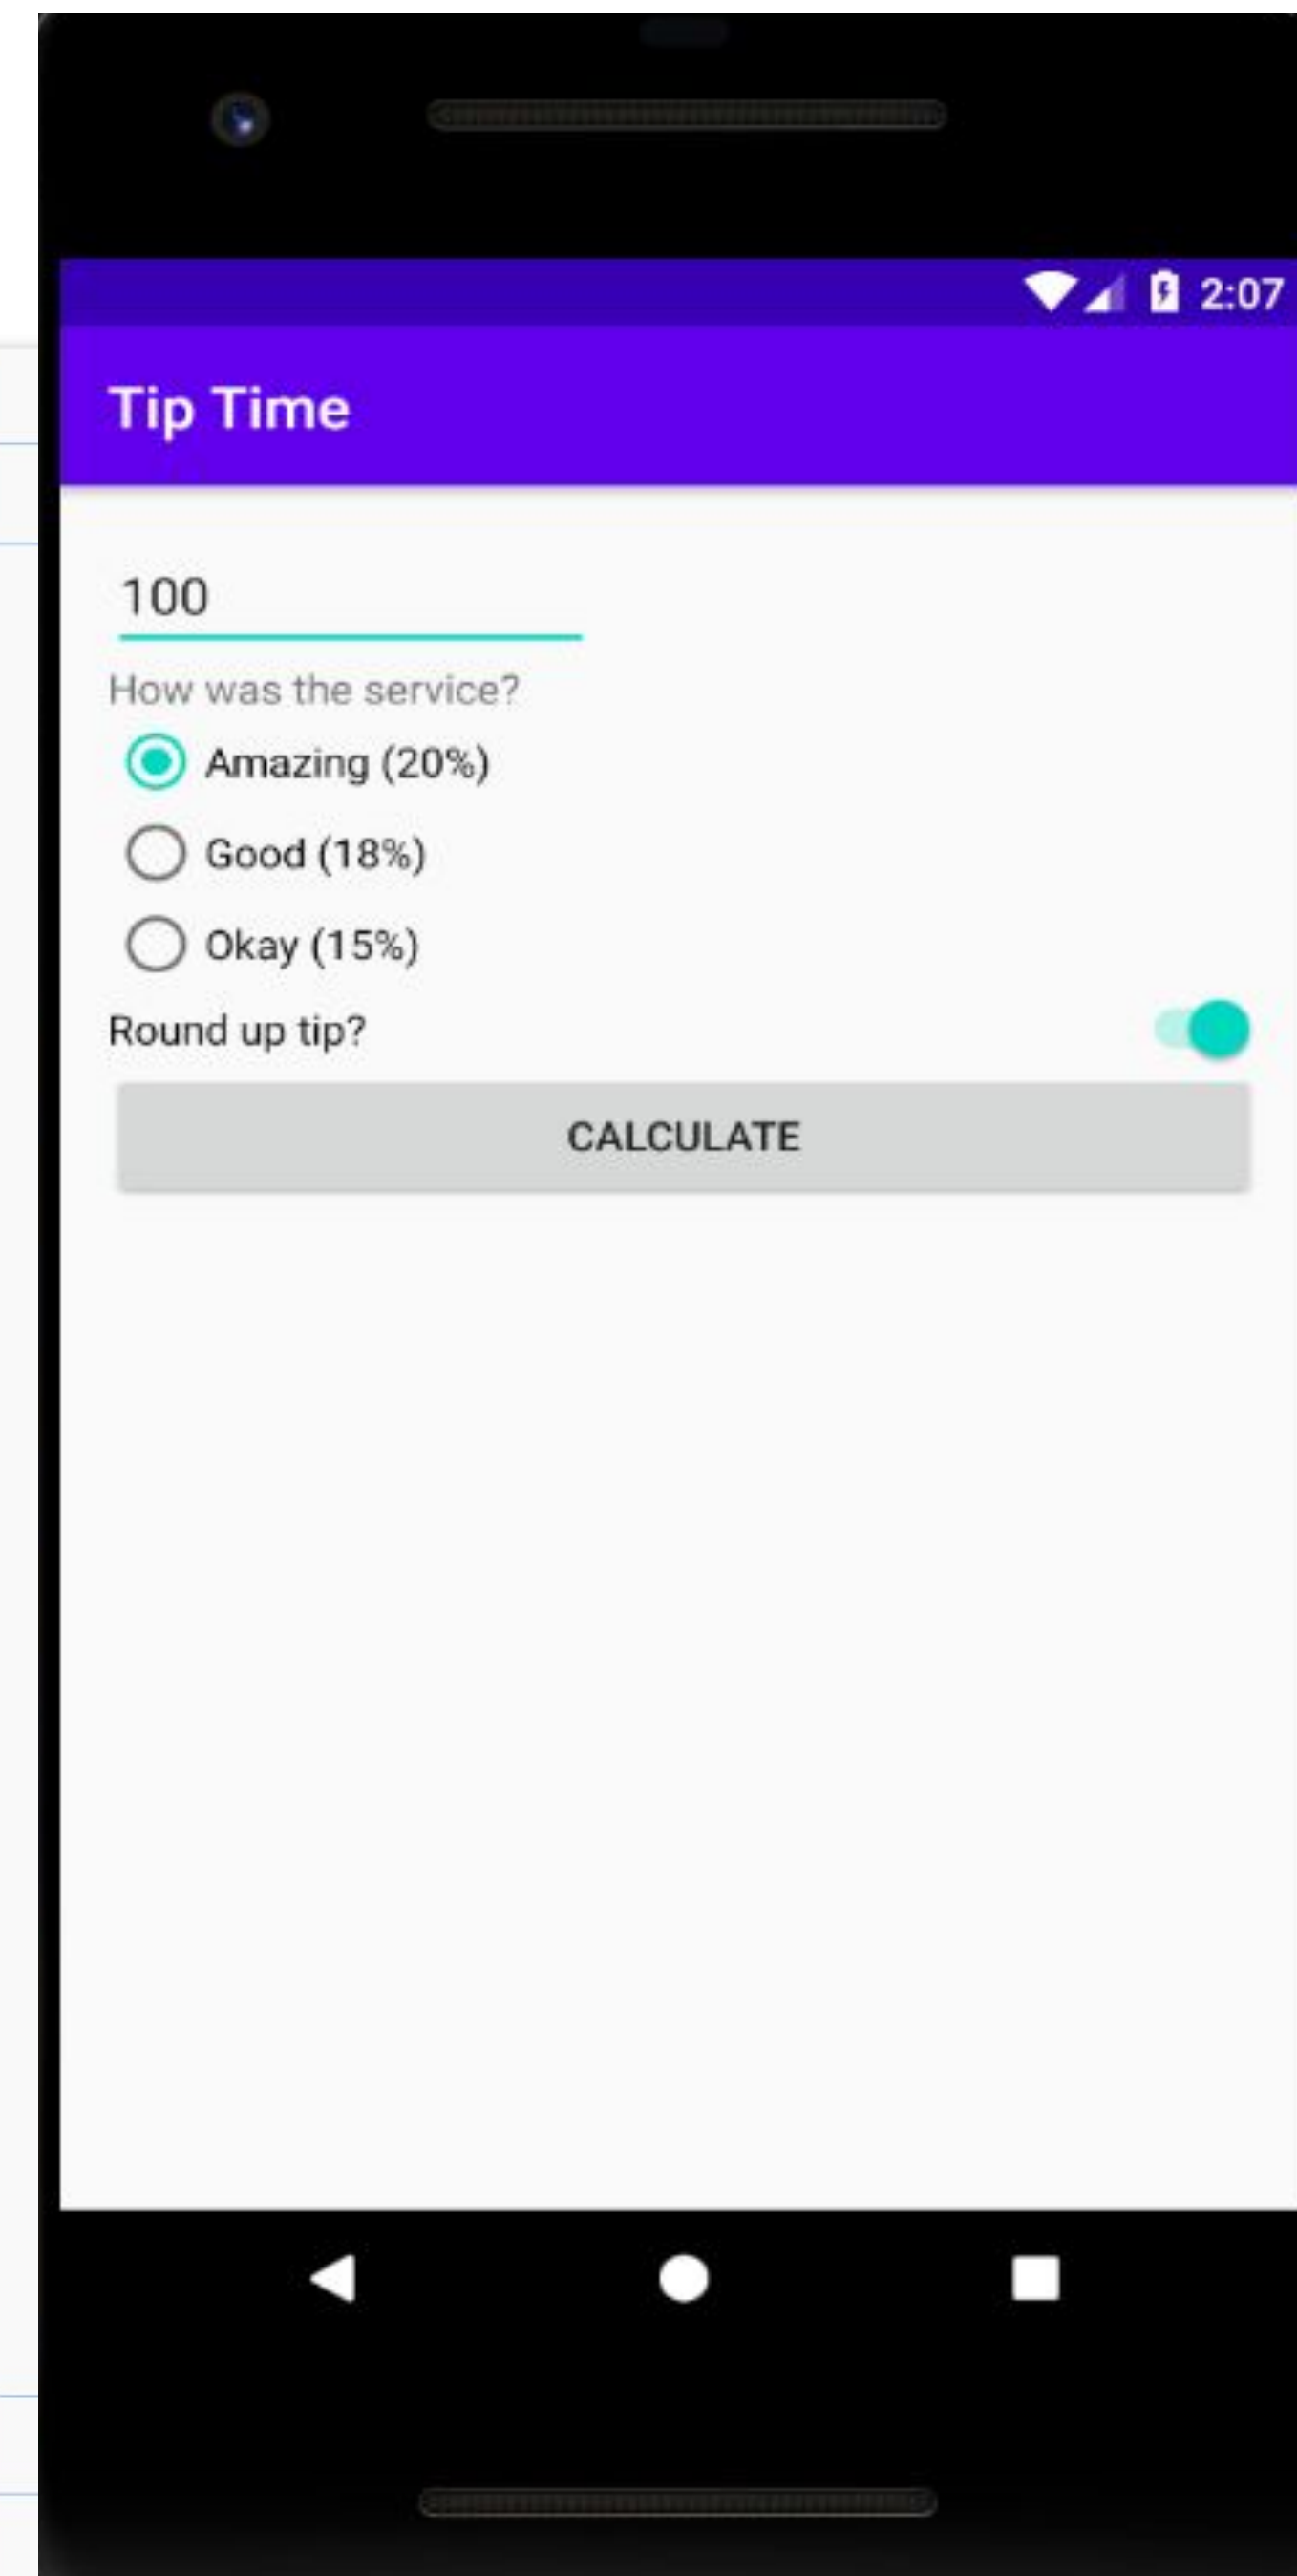 2:07
Tip Time
100
How was the service?
Amazing (20%)
Good (18%)
Okay (15%)
Round up tip?
CALCULATE